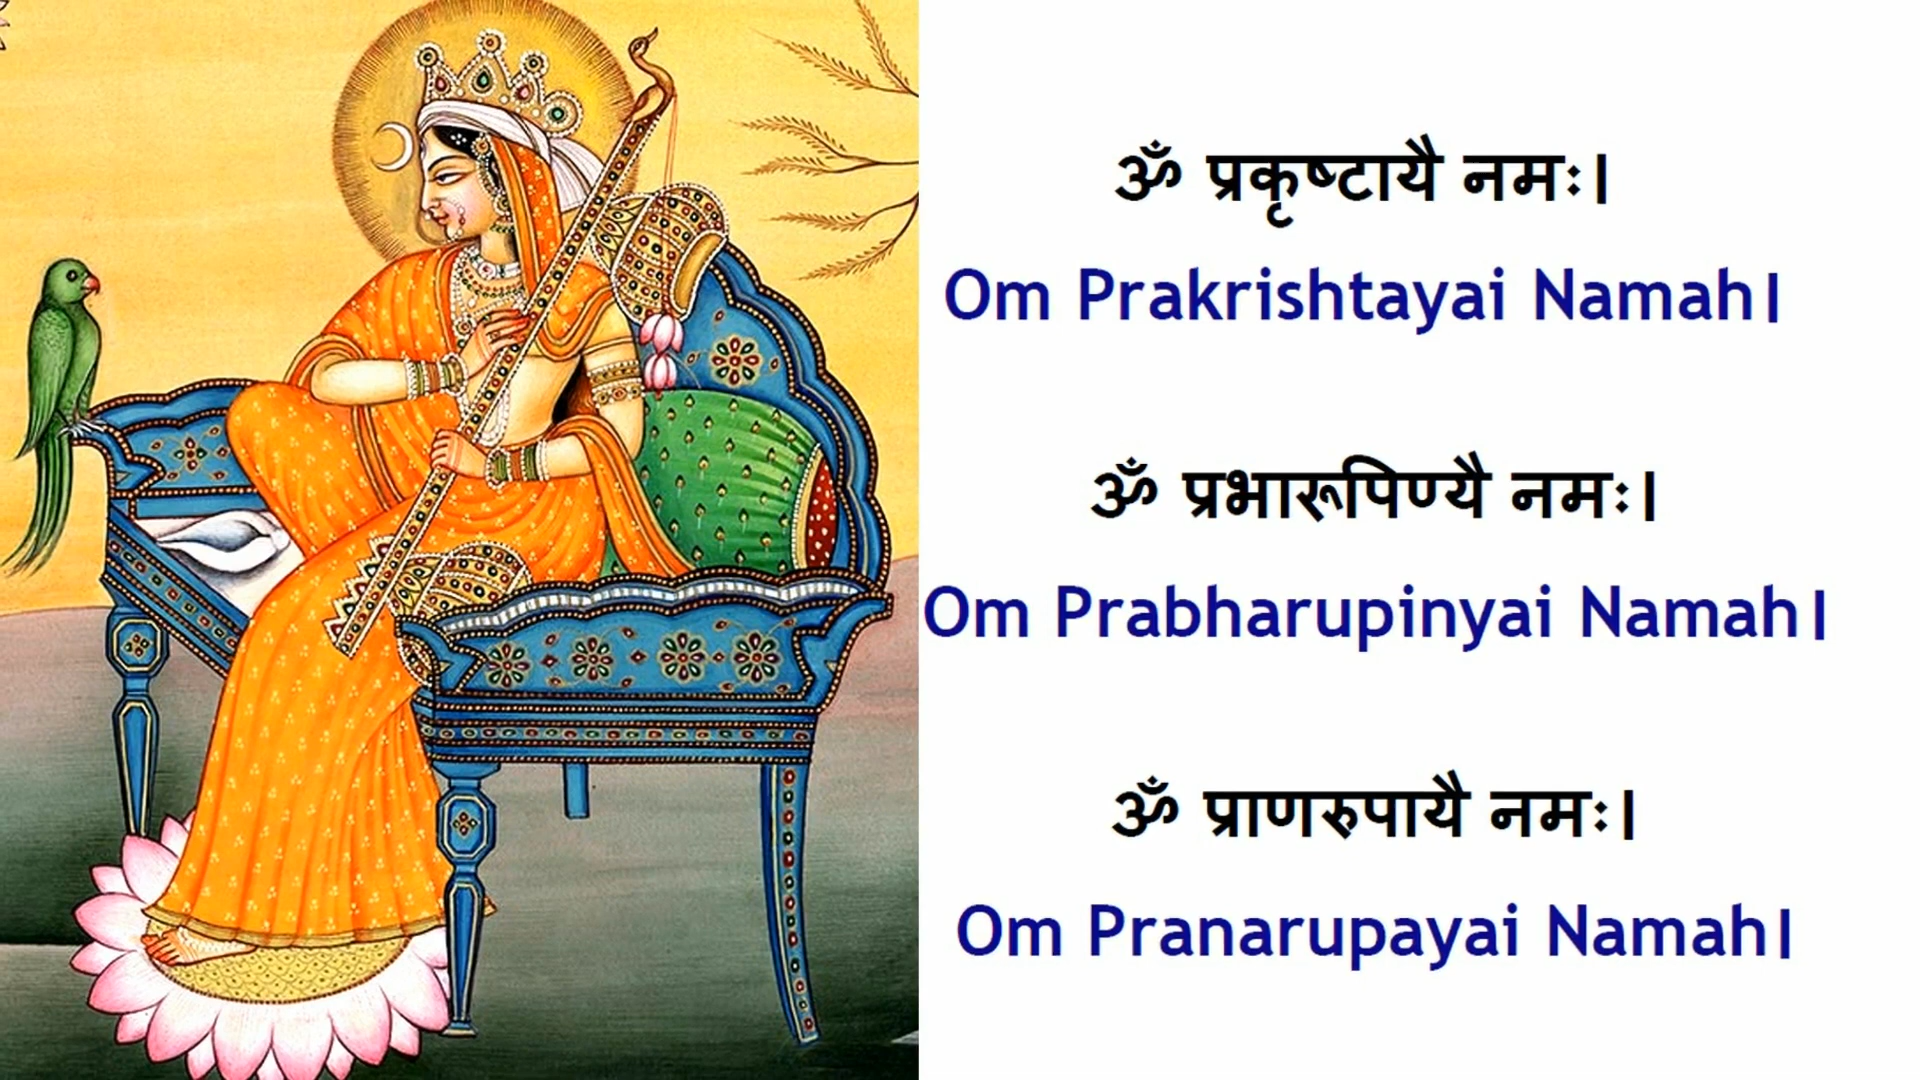 ॐ प्रकृष्टायै नमः।
Om Prakrishtayai Namah।
ॐ प्रभारूपिण्यै नमः।
Om Prabharupinyai Namah।
ॐ प्राणरुपायै नमः।
Om Pranarupayai Namah।